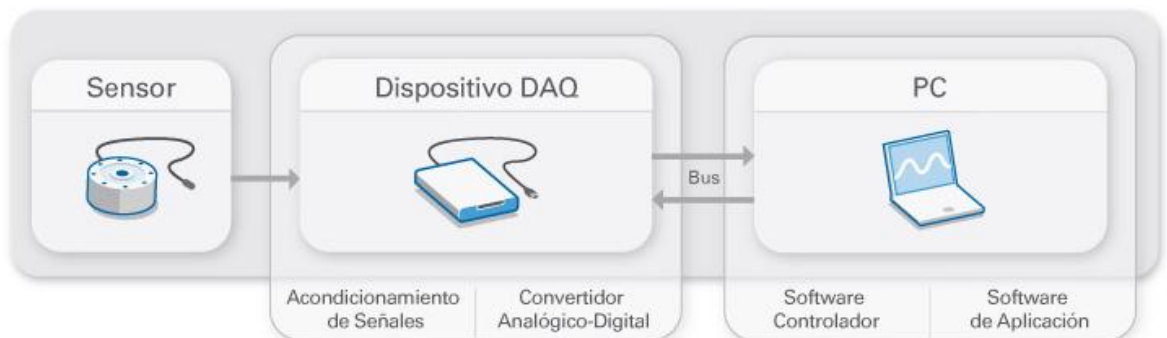 Sensor
Dispositivo DAQ
PC
Bus
Acondicionamiento
de Señales
Convertidor
Analógico-Digital
Software
Controlador
Software
de Aplicación